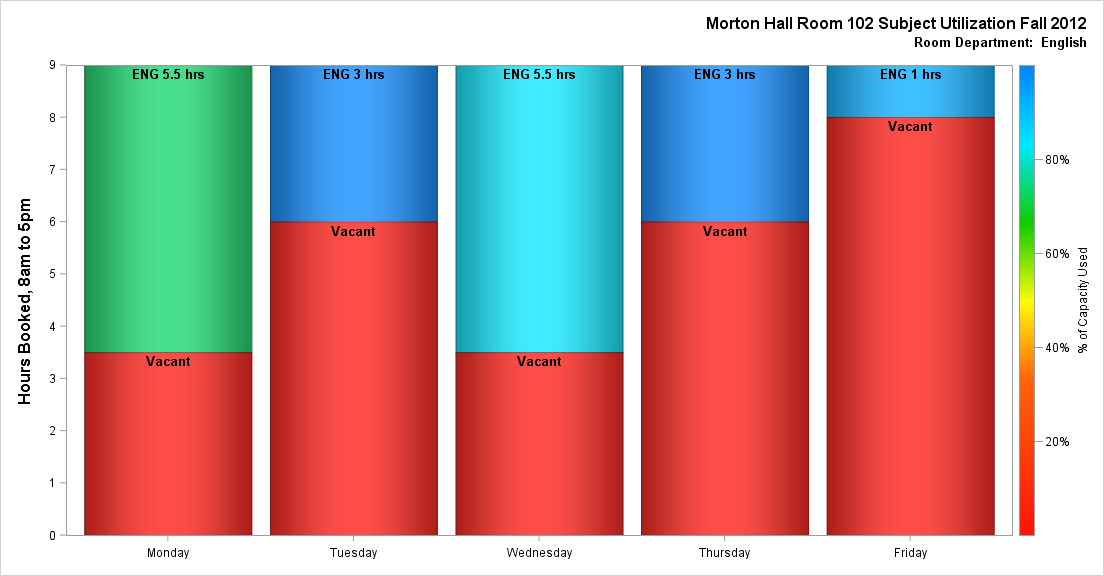 Morton Hall Room 102 Subject Utilization Fall 2012
Room Department:  English
Hours Booked, 8am to 5pm
9
8
7
6
5
4
3
2
1
0
ENG 5.5 hrs
Vacant
ENG 3 hrs
Vacant
ENG 5.5 hrs
Vacant
ENG 3 hrs
Vacant
ENG 1 hrs
Vacant
Monday
Tuesday
Wednesday
Thursday
Friday
80%
60%
40%
20%
% of Capacity Used